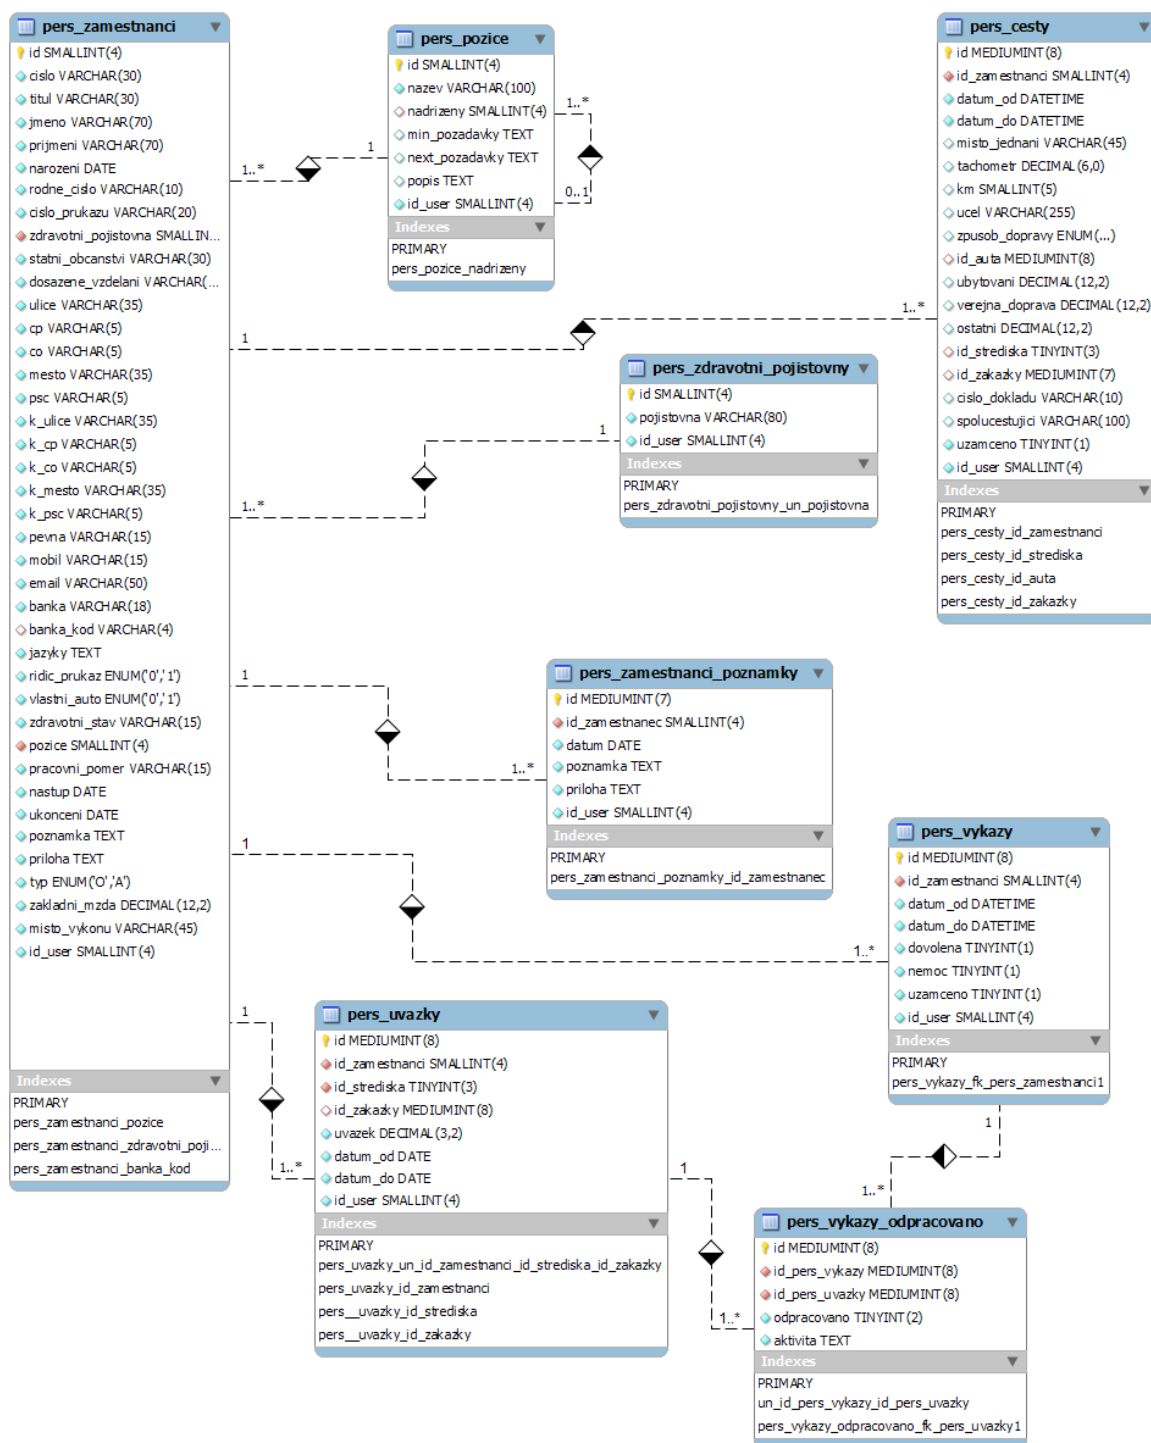 pers_zamestnanci
id SMALLINT(4)
cislo VARCHAR(30)
titul VARCHAR(30)
jmeno VARCHAR(70)
prijmeni VARCHAR(70)
narozeni DATE
rodne_cislo VARCHAR(10)
cislo_prukazu VARCHAR(20)
zdravotni_pojistovna SMALLIN...
statni_obcanstvi VARCHAR(30)
dosazene_vzdelani VARCHAR(...
ulice VARCHAR(35)
cp VARCHAR(5)
co VARCHAR(5)
mesto VARCHAR(35)
psc VARCHAR(5)
k_ulice VARCHAR(35)
k_cp VARCHAR(5)
k_co VARCHAR(5)
k_mesto VARCHAR(35)
k_psc VARCHAR(5)
pevna VARCHAR(15)
mobil VARCHAR(15)
email VARCHAR(50)
banka VARCHAR(18)
banka_kod VARCHAR(4)
jazyky TEXT
ridic_prukaz ENUM('0','1')
vlastni_auto ENUM('0','1')
zdravotni_stav VARCHAR(15)
pozice SMALLINT(4)
pracovni_pomer VARCHAR(15)
nastup DATE
ukonceni DATE
poznamka TEXT
priloha TEXT
typ ENUM('O','A')
zakladni_mzda DECIMAL(12,2)
misto_vykonu VARCHAR(45)
id_user SMALLINT(4)
Indexes
PRIMARY
pers_zamestnanci_pozice
pers_zamestnanci_zdravotni_poji...
pers_zamestnanci_banka_kod
1..*
1
pers_pozice
id SMALLINT(4)
nazev VARCHAR(100)
nadrizeny SMALLINT(4)
min_pozadavky TEXT
next_pozadavky TEXT
popis TEXT
id_user SMALLINT(4)
Indexes
PRIMARY
pers_pozice_nadrizeny
1..*
0..1
1
1..*
pers_cesty
id MEDIUMINT(8)
id_zamestnanci SMALLINT(4)
datum_od DATETIME
datum_do DATETIME
misto_jednani VARCHAR(45)
tachometr DECIMAL(6,0)
km SMALLINT(5)
ucel VARCHAR(255)
zpusob_dopravy ENUM(...)
id_auta MEDIUMINT(8)
ubytovani DECIMAL(12,2)
verejna_doprava DECIMAL(12,2)
ostatni DECIMAL(12,2)
id_strediska TINYINT(3)
id_zakazky MEDIUMINT(7)
cislo_dokladu VARCHAR(10)
spolucestujici VARCHAR(100)
uzamceno TINYINT(1)
id_user SMALLINT(4)
Indexes
PRIMARY
pers_cesty_id_zamestnanci
pers_cesty_id_strediska
pers_cesty_id_auta
pers_cesty_id_zakazky
1..*
1
pers_zdravotni_pojistovny
id SMALLINT(4)
pojistovna VARCHAR(80)
id_user SMALLINT(4)
Indexes
PRIMARY
pers_zdravotni_pojistovny_un_pojistovna
1
1..*
pers_zamestnanci_poznamky
id MEDIUMINT(7)
id_zamestnanec SMALLINT(4)
datum DATE
poznamka TEXT
priloha TEXT
id_user SMALLINT(4)
Indexes
PRIMARY
pers_zamestnanci_poznamky_id_zamestnanec
1
1..*
pers_vykazy
id MEDIUMINT(8)
id_zamestnanci SMALLINT(4)
datum_od DATETIME
datum_do DATETIME
dovolena TINYINT(1)
nemoc TINYINT(1)
uzamceno TINYINT(1)
id_user SMALLINT(4)
Indexes
PRIMARY
pers_vykazy_fk_pers_zamestnanci1
1
1..*
pers_uvazky
id MEDIUMINT(8)
id_zamestnanci SMALLINT(4)
id_strediska TINYINT(3)
id_zakazky MEDIUMINT(8)
uvazek DECIMAL(3,2)
datum_od DATE
datum_do DATE
id_user SMALLINT(4)
Indexes
PRIMARY
pers_uvazky_un_id_zamestnanci_id_strediska_id_zakazky
pers_uvazky_id_zamestnanci
pers__uvazky_id_strediska
pers__uvazky_id_zakazky
1
1..*
1
1..*
pers_vykazy_odpracovano
id MEDIUMINT(8)
id_pers_vykazy MEDIUMINT(8)
id_pers_uvazky MEDIUMINT(8)
odpracovano TINYINT(2)
aktivita TEXT
Indexes
PRIMARY
un_id_pers_vykazy_id_pers_uvazky
pers_vykazy_odpracovano_fk_pers_uvazky1